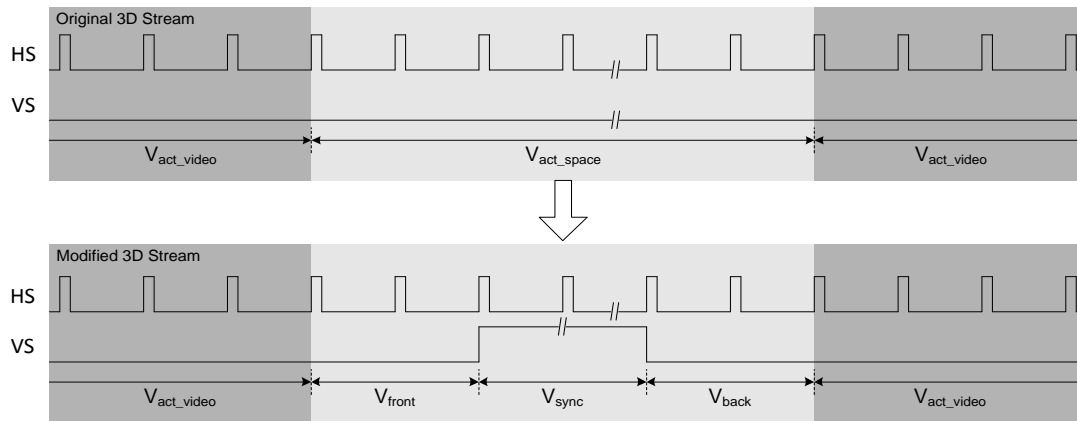 Original 3D Stream
HS
VS
Vact_video
Vact_space
Vact_video
Modified 3D Stream
HS
VS
Vact_video
Vfront
Vsync
Vback
Vact_video